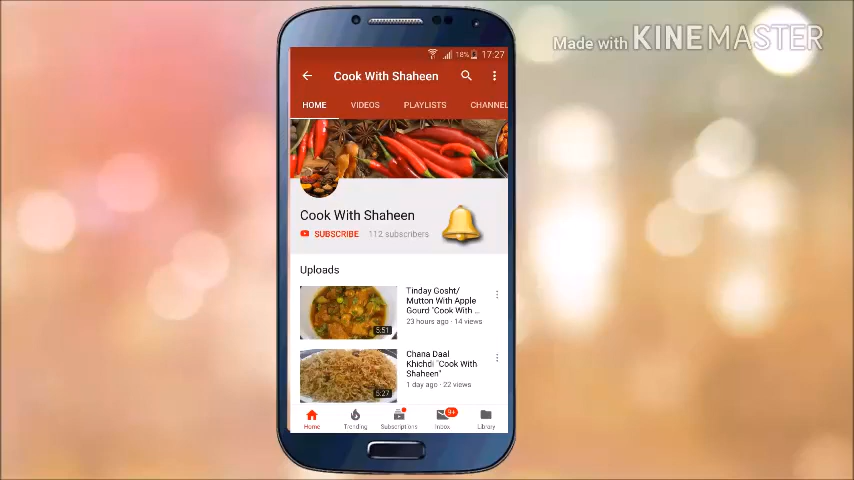 Made with KINEMASTER
18% 17:27
Cook With Shaheen
HOME VIDEOS PLAYLISTS CHANNEL
Cook With Shaheen
SUBSCRIBE 112 subscribers
Uploads
Tinday Gosht/
Mutton With Apple
Gourd "Cook With ...
23 hours ago · 14 views
5:51
Chana Daal
Khichdi "Cook With
Shaheen"
1 day ago · 22 views
5:27
9+
Home Trending Subscriptions Inbox Library